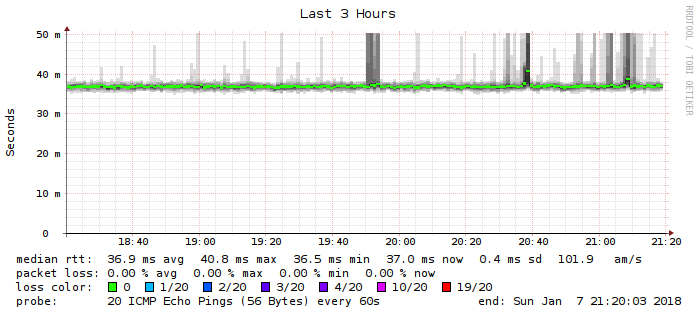 Last 3 Hours
RRDTOOL / TOBI OETIKER
Seconds
50 m
40 m
30 m
20 m
10 m
0
18:40 19:00 19:20 19:40 20:00 20:20 20:40 21:00 21:20
median rtt: 36.9 ms avg 40.8 ms max 36.5 ms min 37.0 ms now 0.4 ms sd 101.9 am/s
packet loss: 0.00 % avg 0.00 % max 0.00 % min 0.00 % now
loss color: 0 1/20 2/20 3/20 4/20 10/20 19/20
probe: 20 ICMP Echo Pings (56 Bytes) every 60s end: Sun Jan 7 21:20:03 2018